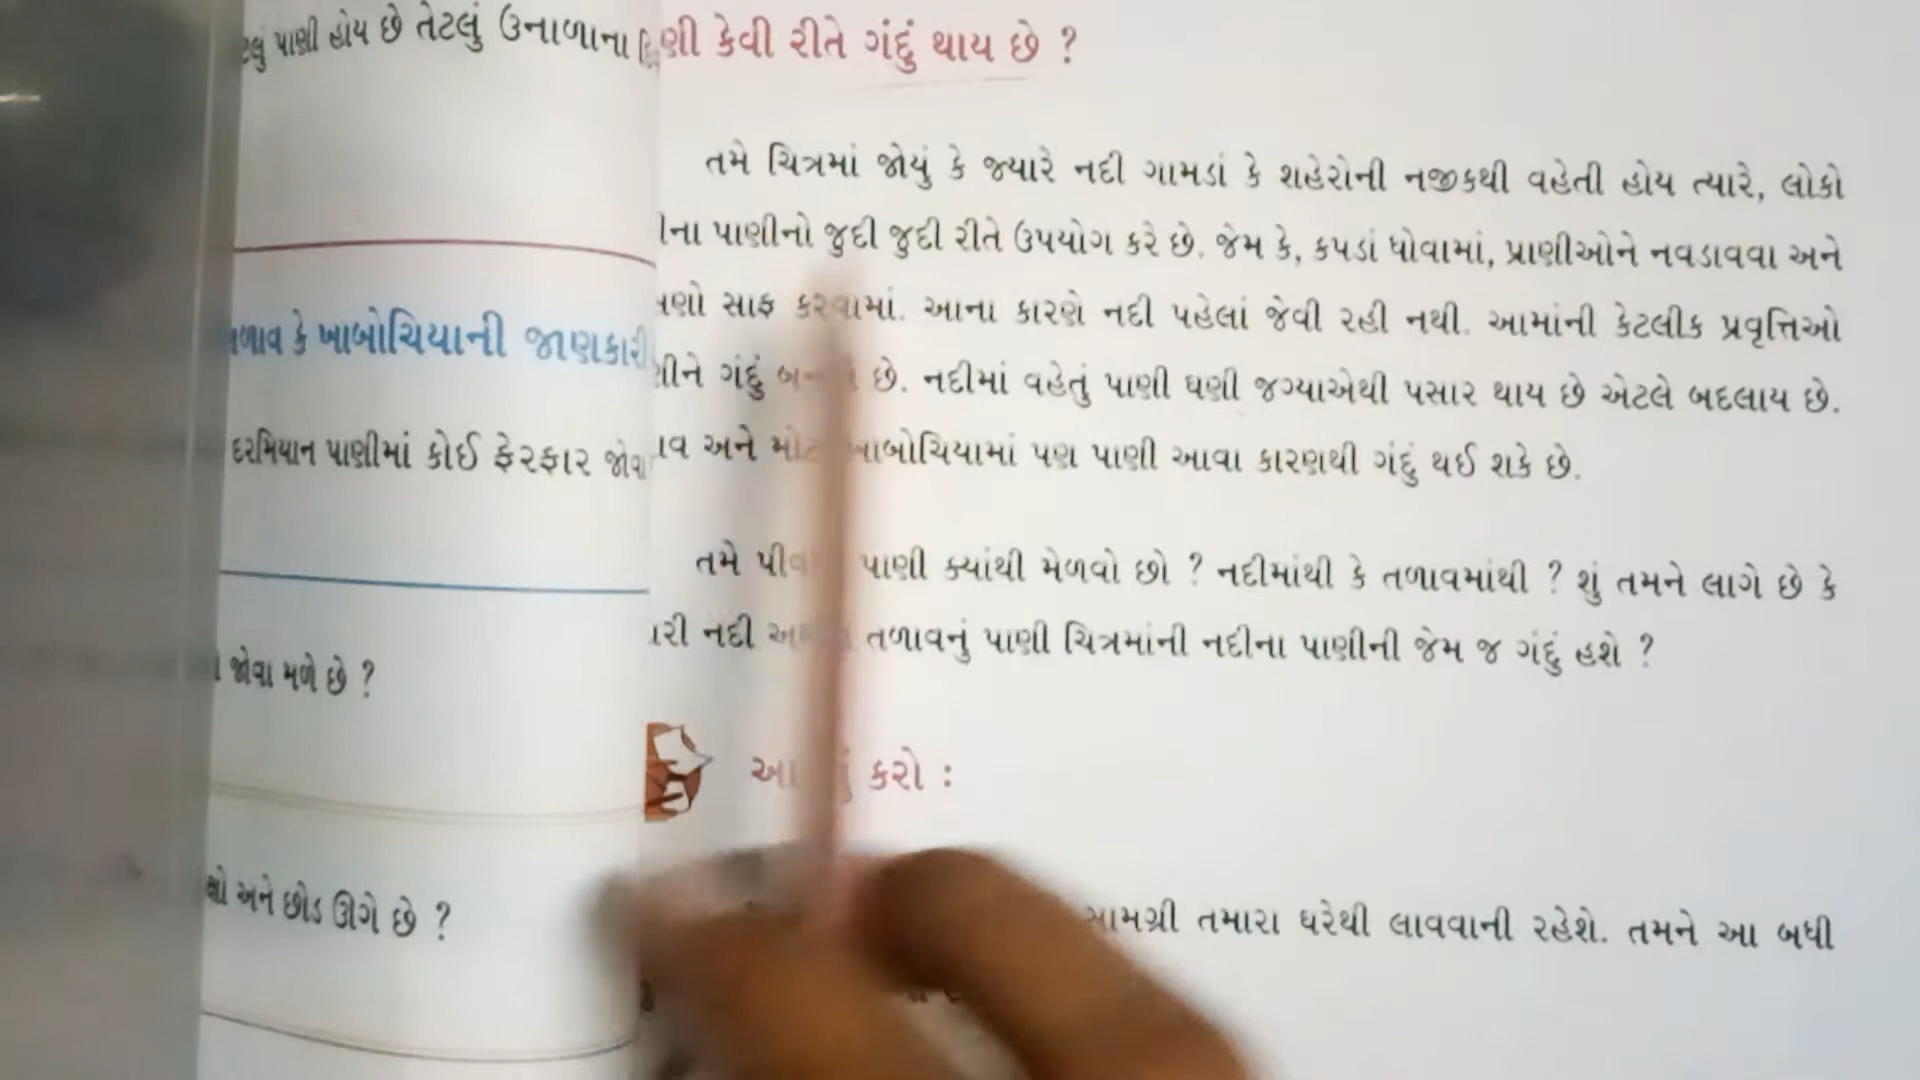 પાણી હોય છે તેટલું ઉનાળાના
કેવી રીતે ગંદું થાય છે ?
તમે ચિત્રમાં જોયું કે જ્યારે નદી ગામડાં કે શહેરોની નજીકથી વહેતી હોય ત્યારે, લોકો
પાણીનો જુદી જુદી રીતે ઉપયોગ કરે છે. જેમ કે, કપડાં ધોવામાં, પ્રાણીઓને નવડાવવા અને
સાફ કરવામાં. આના કારણે નદી પહેલાં જેવી રહી નથી. આમાંની કેટલીક પ્રવૃત્તિઓ
ગંદું છે. નદીમાં વહેતું પાણી ઘણી જગ્યાએથી પસાર થાય છે એટલે બદલાય છે.
અને ખાબોચિયામાં પણ પાણી આવા કારણથી ગંદું થઈ શકે છે.
તમે પાણી ક્યાંથી મેળવો છો ? નદીમાંથી કે તળાવમાંથી ? શું તમને લાગે છે કે
નદી તળાવનું પાણી ચિત્રમાંની નદીના પાણીની જેમ જ ગંદું હશે ?
કરો :
સામગ્રી તમારા ઘરેથી લાવવાની રહેશે. તમને આ બધી
કે ખાબોચિયાની જાણકારી
દરમિયાન પાણીમાં કોઈ ફેરફાર
જોવા મળે છે ?
અને છોડ ઊગે છે ?